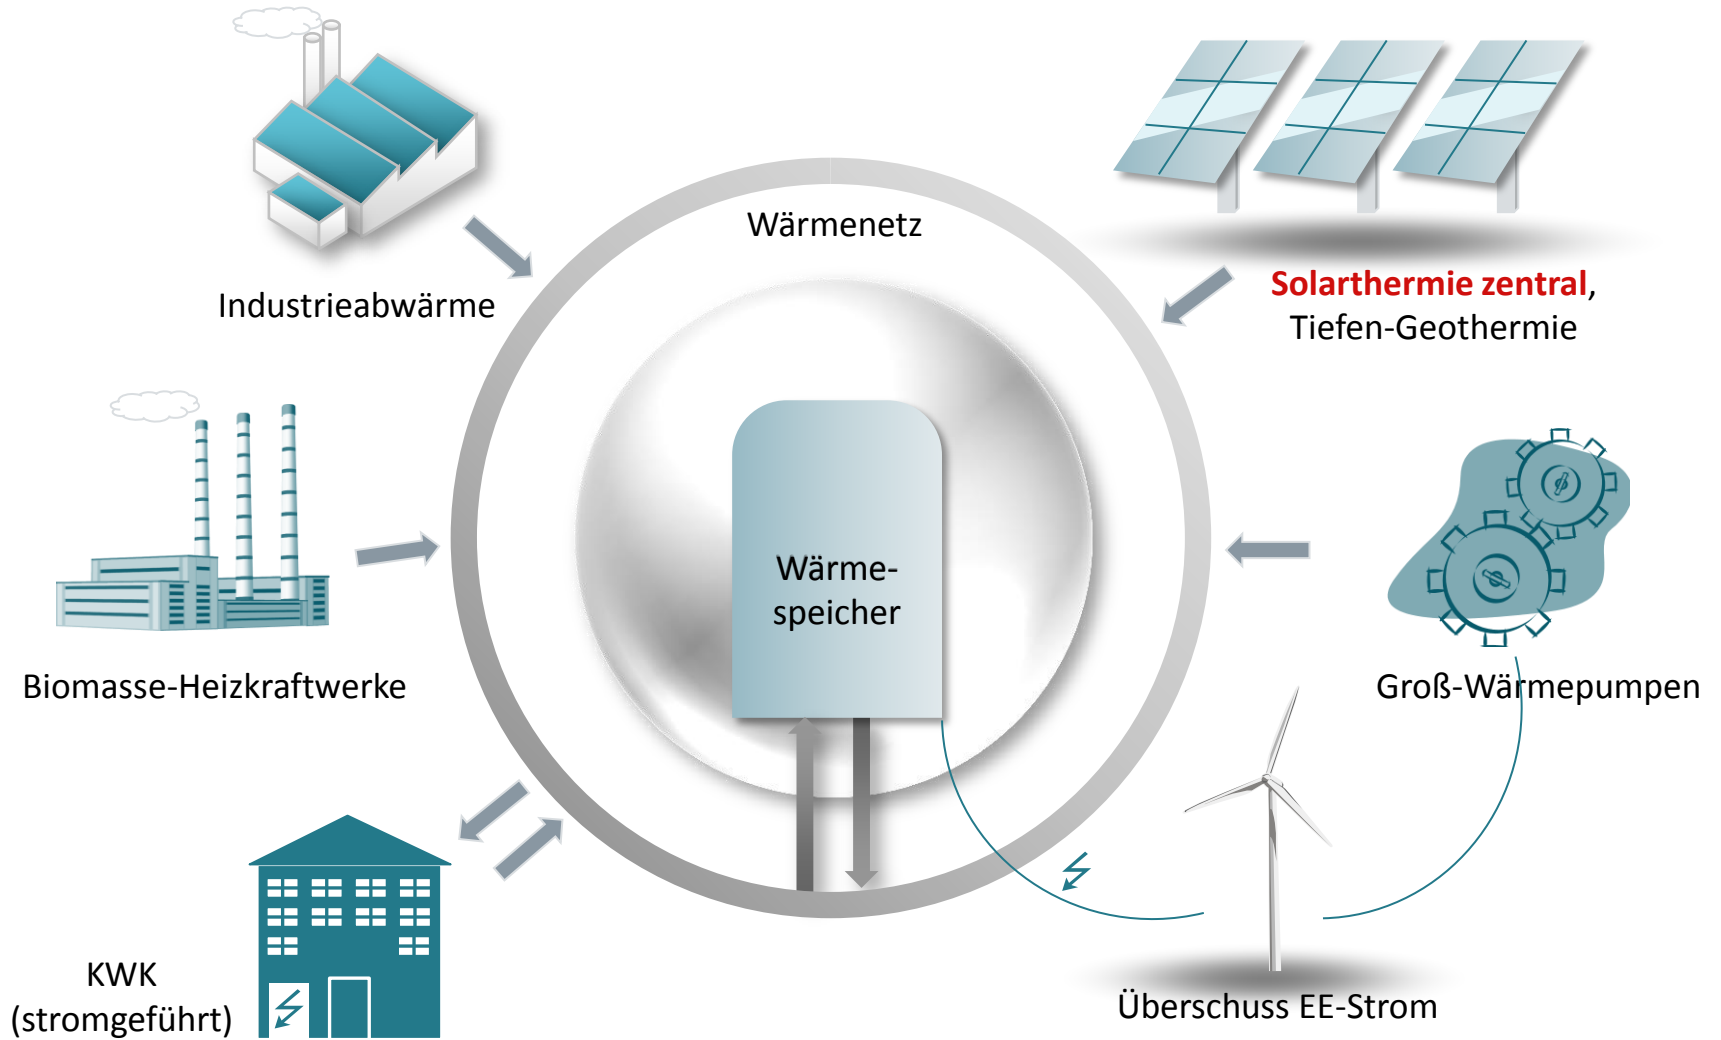 Wärmenetz
Industrieabwärme
Solarthermie zentral,
Tiefen-Geothermie
Wärme-
speicher
Biomasse-Heizkraftwerke
Groß-Wärmepumpen
KWK
(stromgeführt)
Überschuss EE-Strom